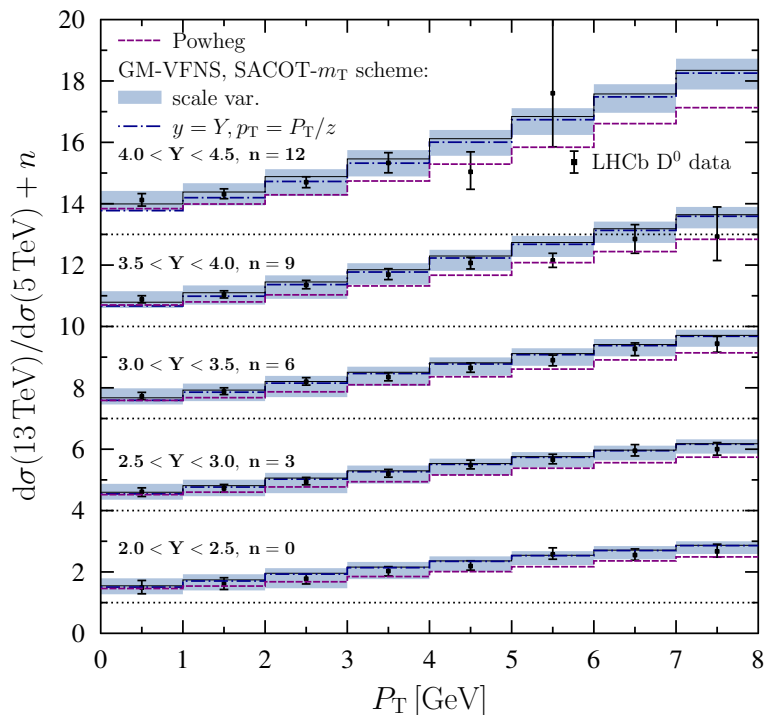 Powheg
GM-VFNS, SACOT-m_T scheme:
scale var.
y = Y, p_T = P_T/z
4.0 < Y < 4.5, n = 12
LHCb D⁰ data
3.5 < Y < 4.0, n = 9
3.0 < Y < 3.5, n = 6
2.5 < Y < 3.0, n = 3
2.0 < Y < 2.5, n = 0
dσ(13 TeV)/dσ(5 TeV) + n
20
18
16
14
12
10
8
6
4
2
0
0 1 2 3 4 5 6 7 8
P_T [GeV]